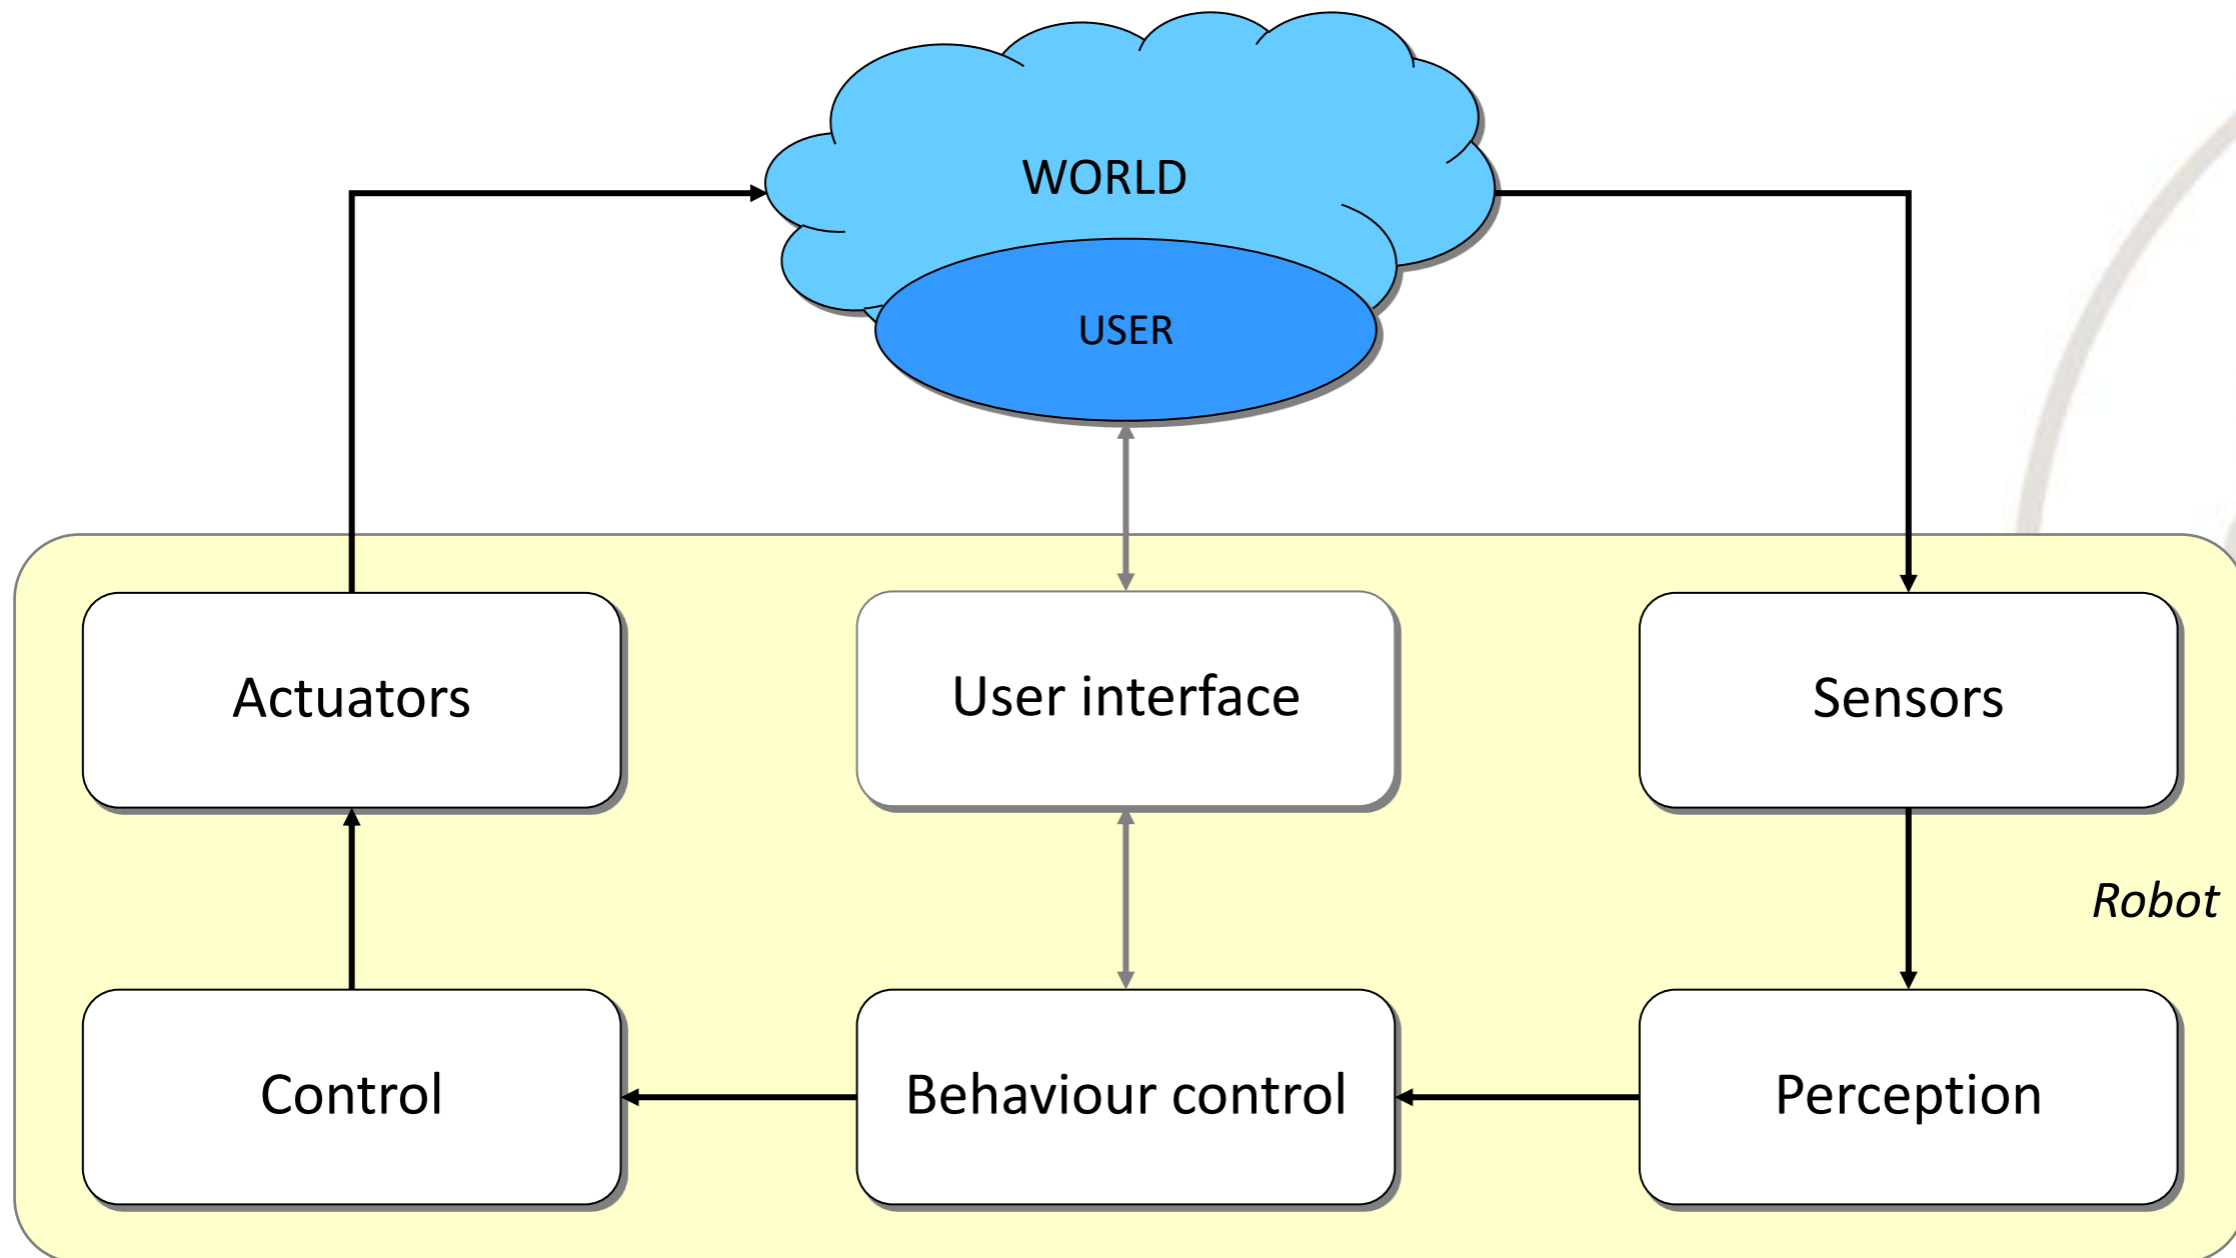 WORLD
USER
Actuators
User interface
Sensors
Robot
Control
Behaviour control
Perception